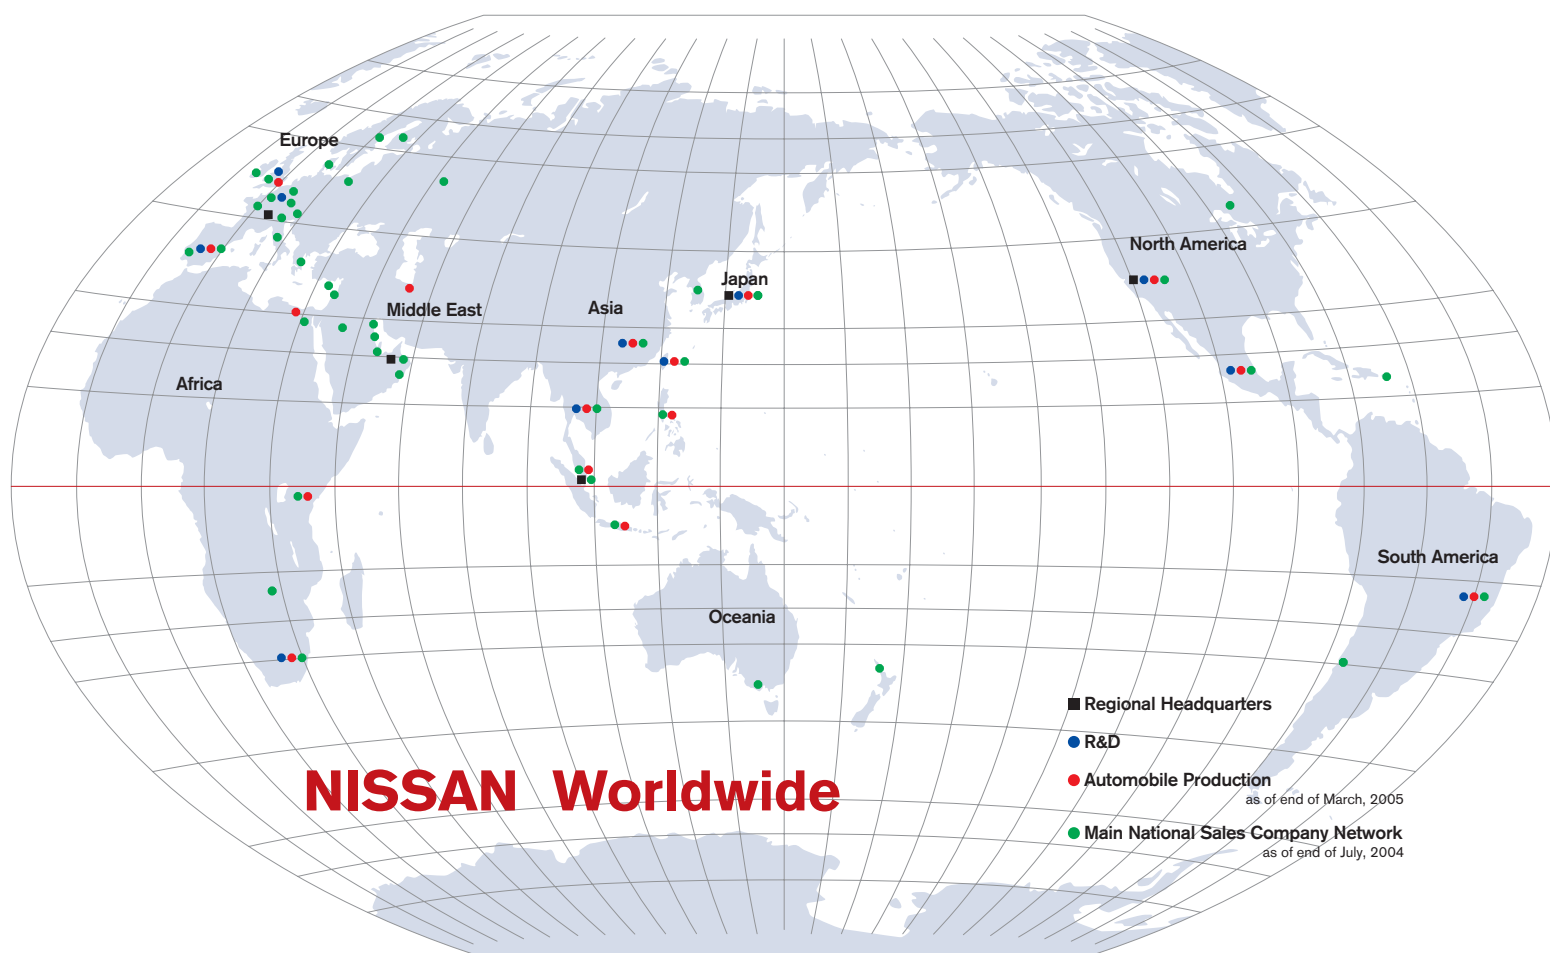 Europe
North America
Japan
Middle East
Asia
Africa
South America
Oceania
Regional Headquarters
R&D
NISSAN Worldwide
Automobile Production
as of end of March, 2005
Main National Sales Company Network
as of end of July, 2004